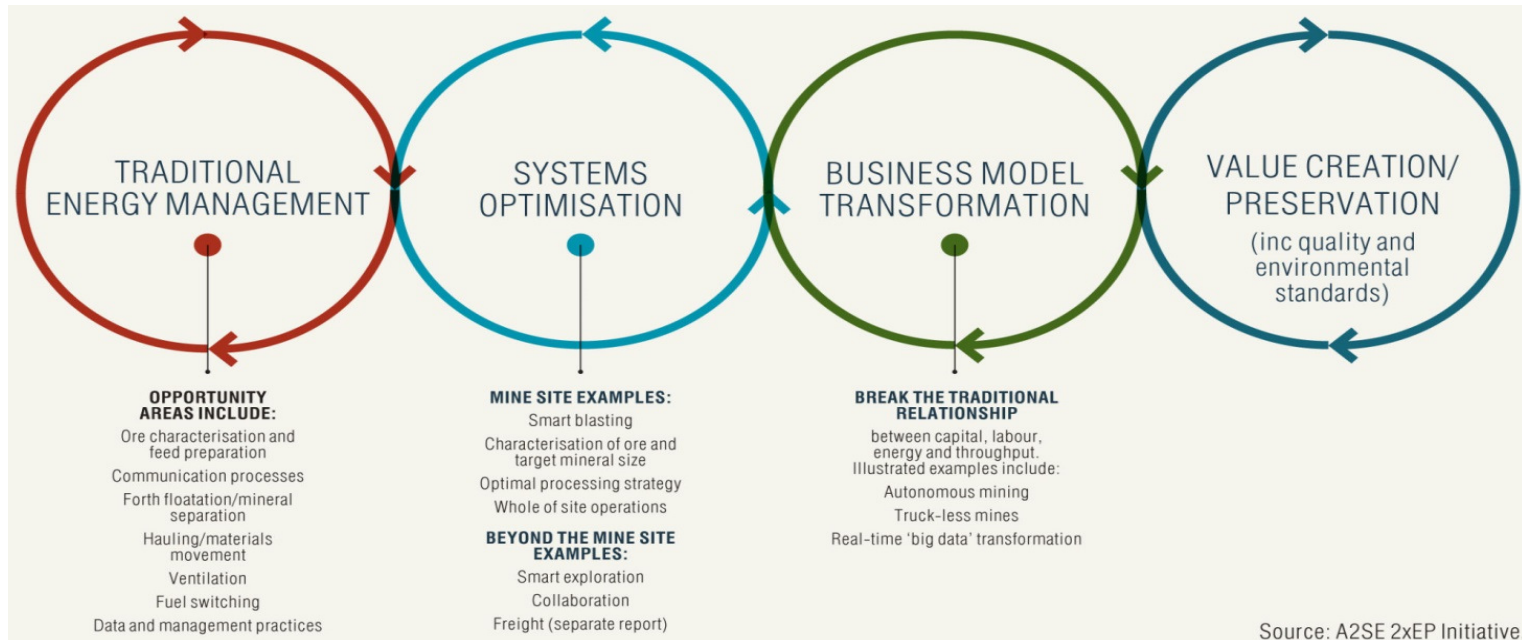 TRADITIONAL
ENERGY MANAGEMENT
OPPORTUNITY
AREAS INCLUDE:
Ore characterisation and
feed preparation
Communication processes
Forth floatation/mineral
separation
Hauling/materials
movement
Ventilation
Fuel switching
Data and management practices
SYSTEMS
OPTIMISATION
MINE SITE EXAMPLES:
Smart blasting
Characterisation of ore and
target mineral size
Optimal processing strategy
Whole of site operations
BEYOND THE MINE SITE
EXAMPLES:
Smart exploration
Collaboration
Freight (separate report)
BUSINESS MODEL
TRANSFORMATION
BREAK THE TRADITIONAL
RELATIONSHIP
between capital, labour,
energy and throughput.
Illustrated examples include:
Autonomous mining
Truck-less mines
Real-time ‘big data’ transformation
VALUE CREATION/
PRESERVATION
(inc quality and
environmental
standards)
Source: A2SE 2xEP Initiative